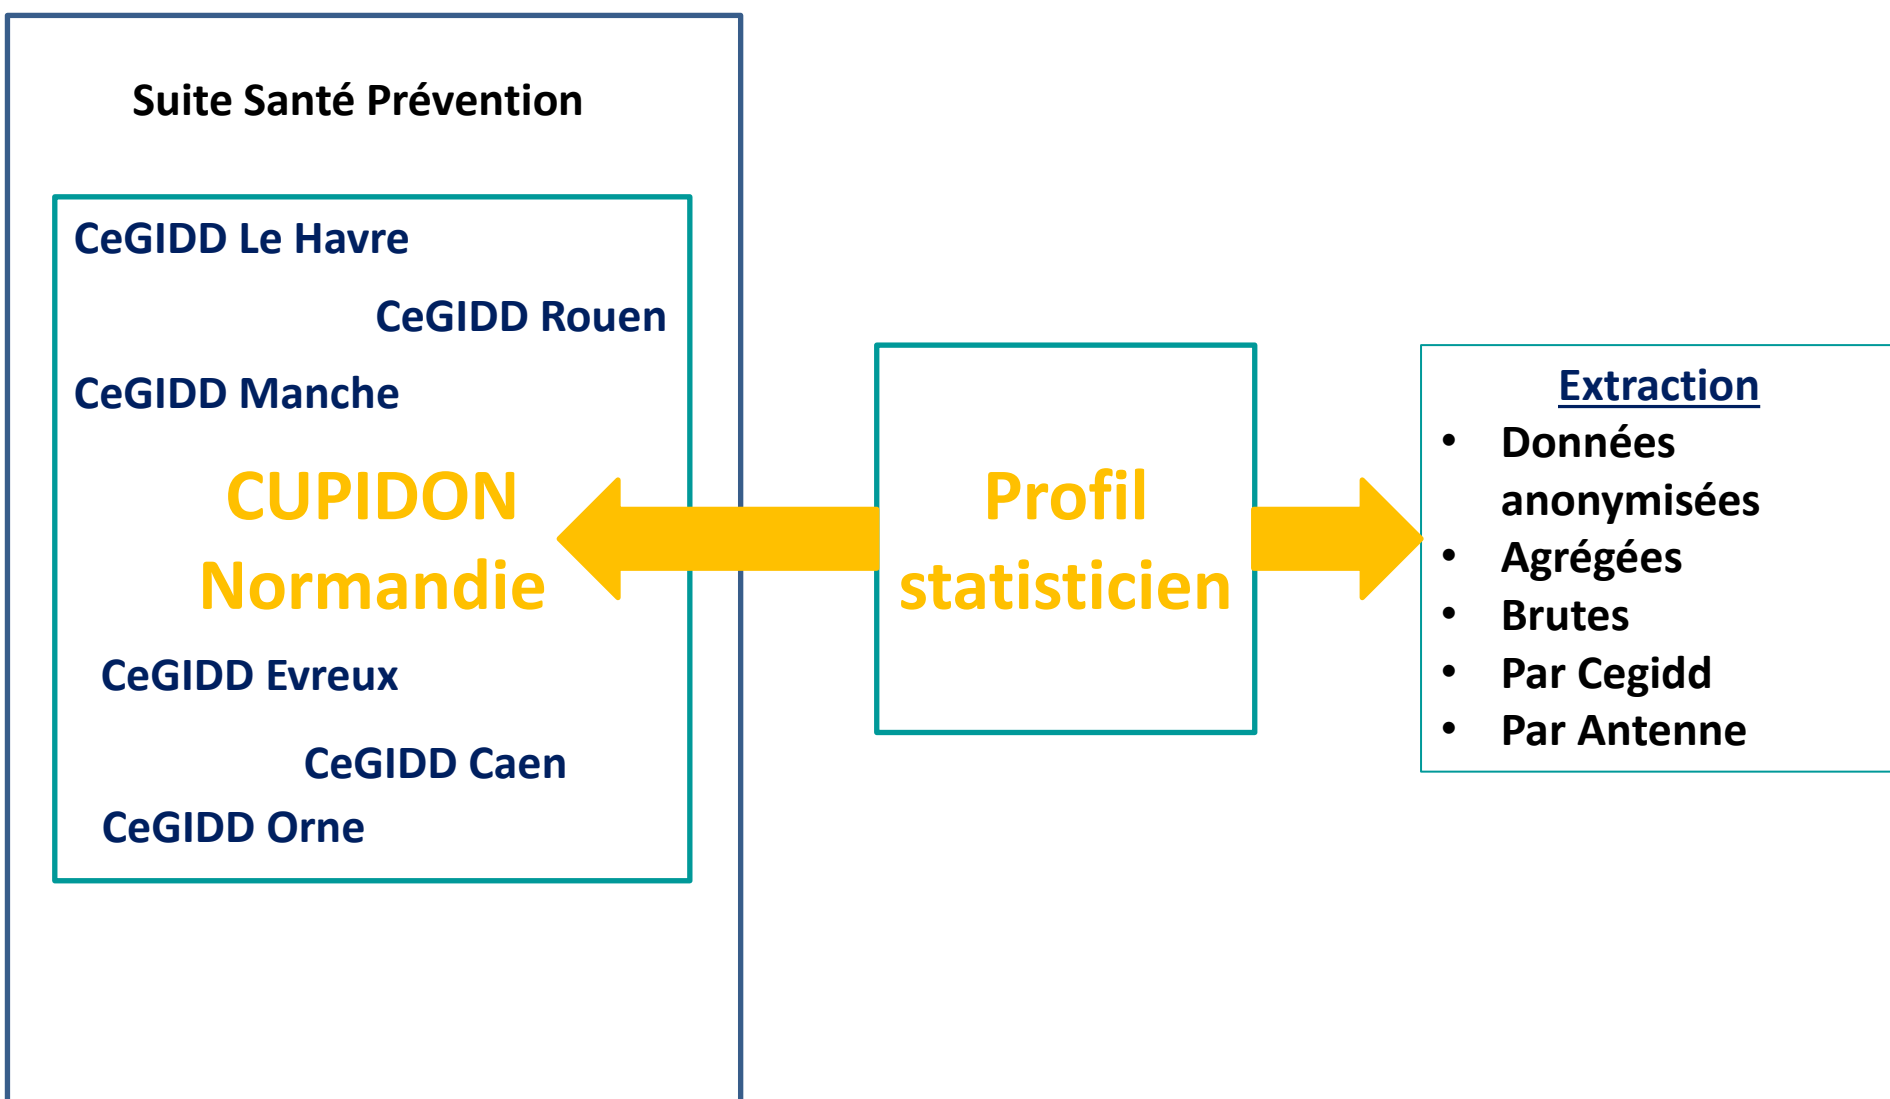 Suite Santé Prévention
CeGIDD Le Havre
CeGIDD Rouen
CeGIDD Manche
CUPIDON
Normandie
CeGIDD Evreux
CeGIDD Caen
CeGIDD Orne
Profil
statisticien
Extraction
• Données
anonymisées
• Agrégées
• Brutes
• Par Cegidd
• Par Antenne